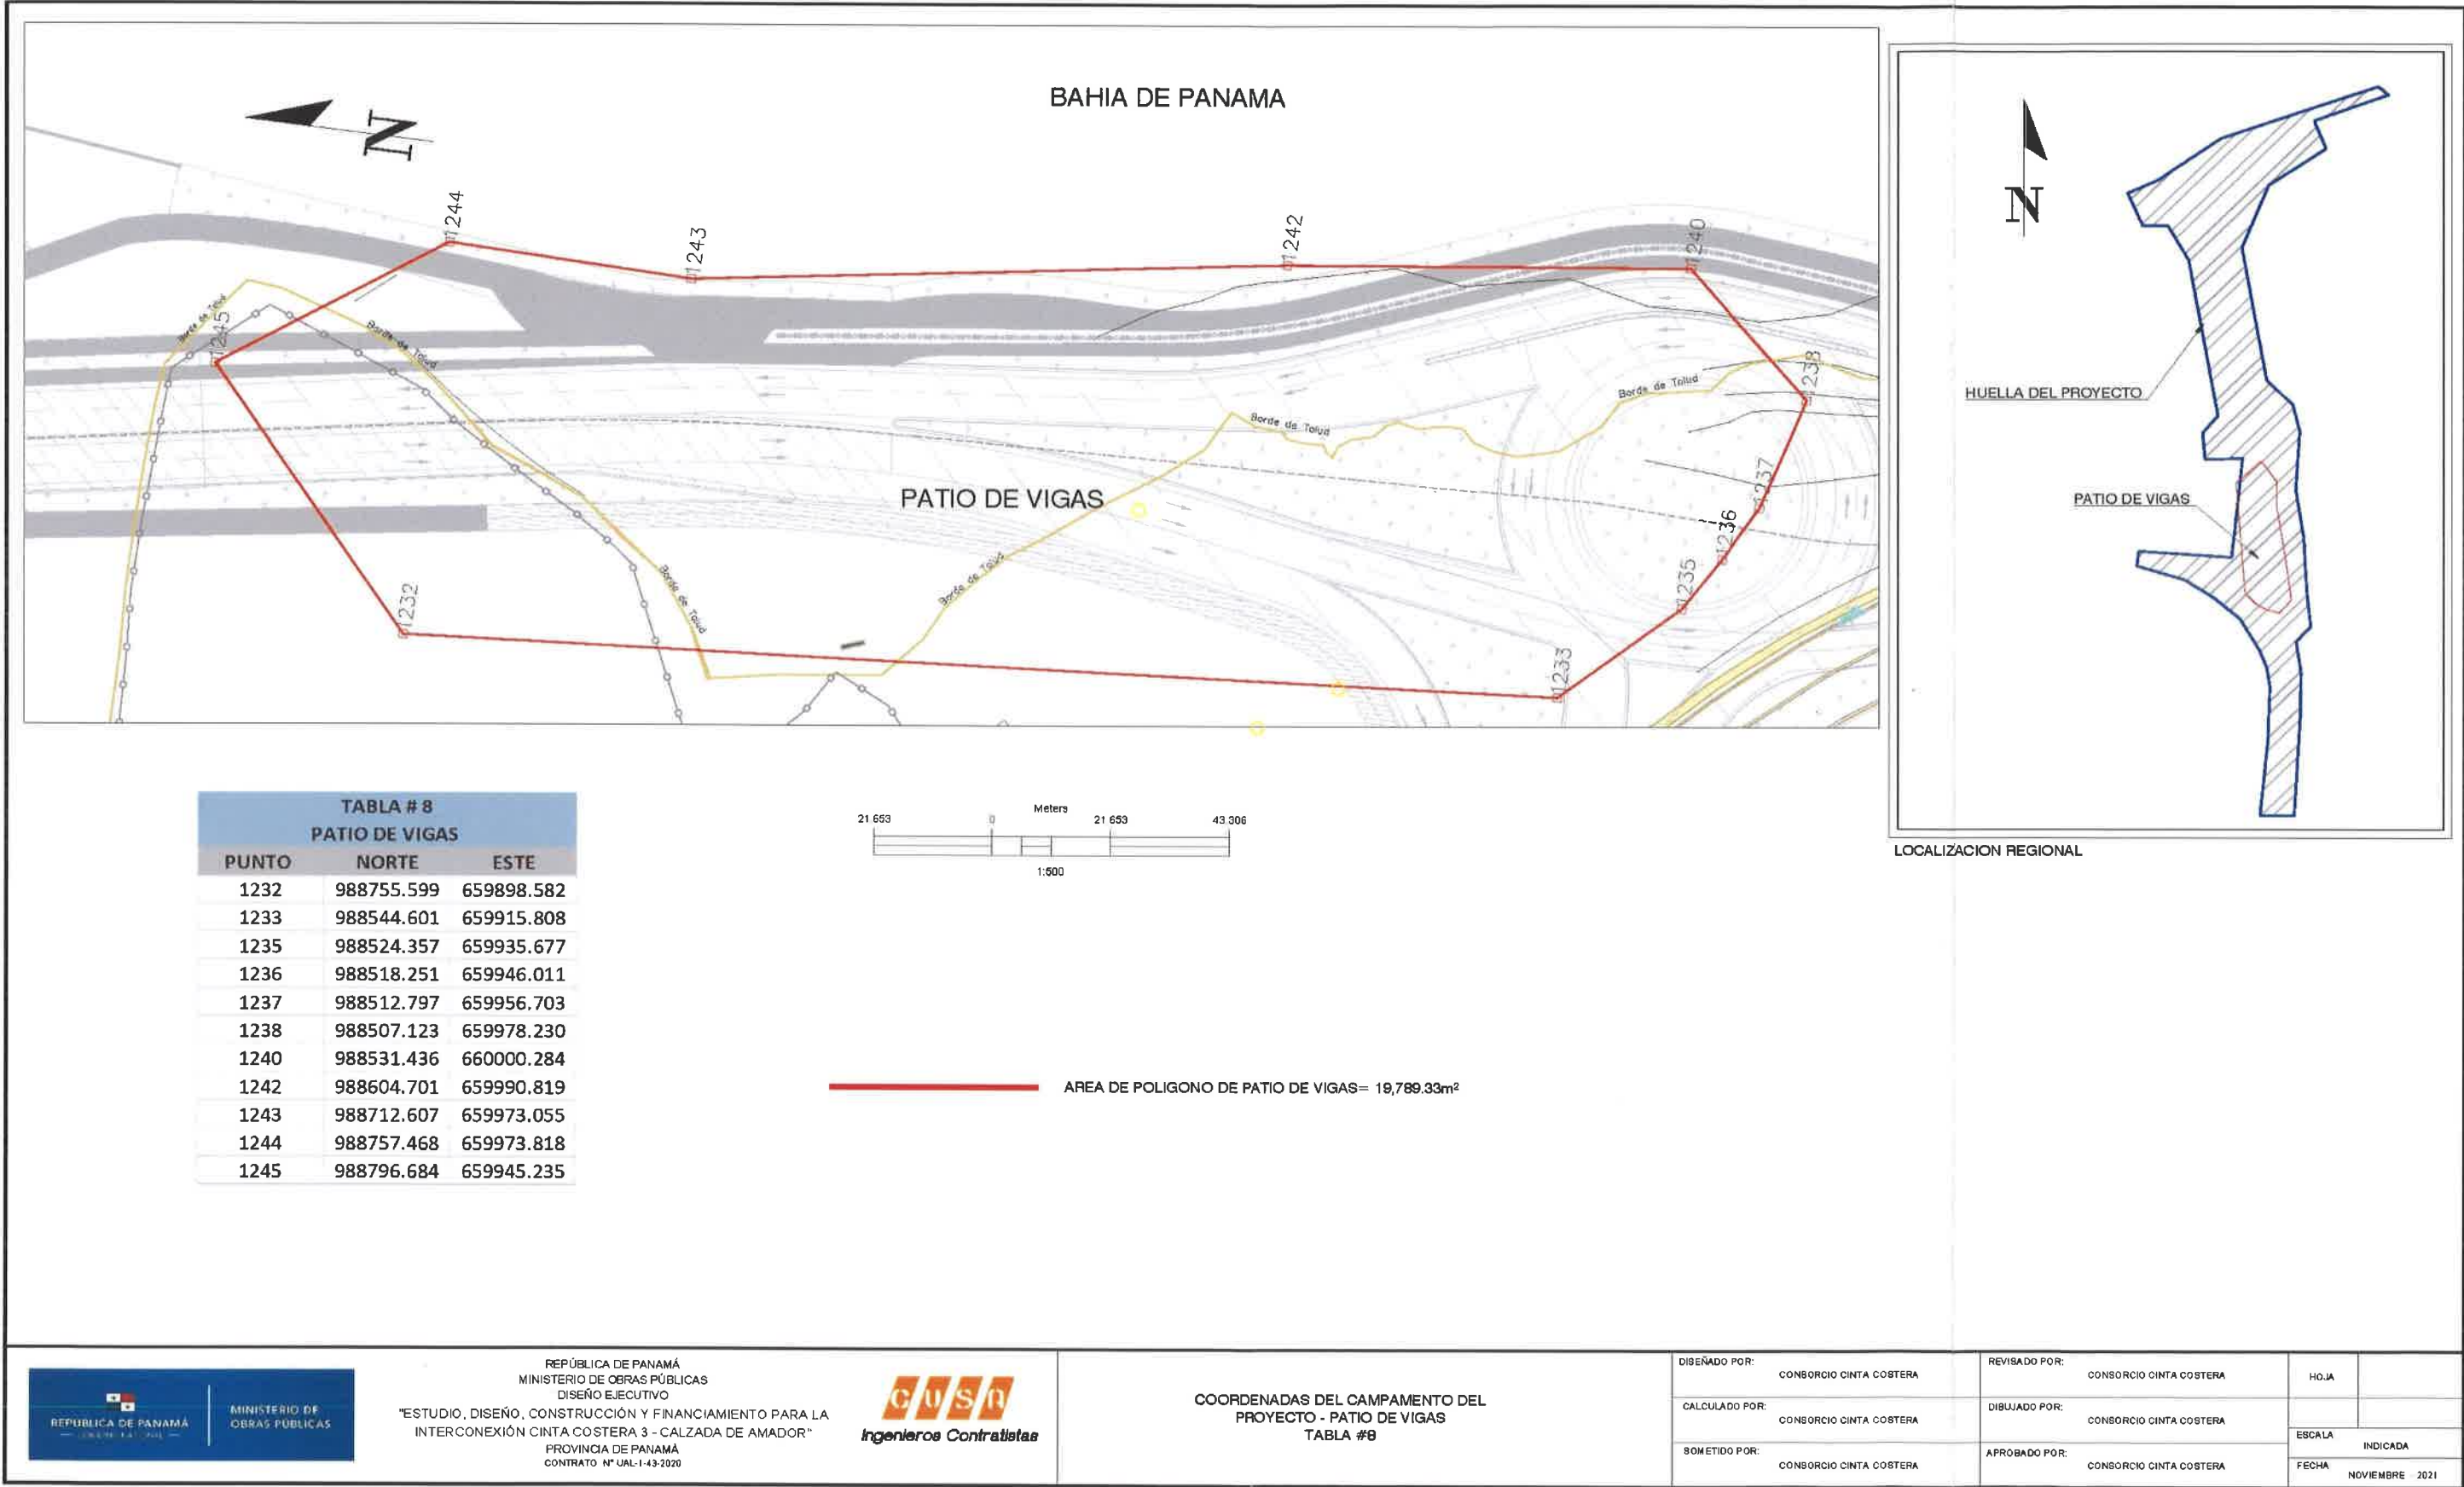 BAHIA DE PANAMA
N
1244
1243
1242
1240
1245
1238
Borde de Talud
Borde de Talud
Borde de Talud
Borde de Talud
PATIO DE VIGAS
1237
1236
1235
Borde de Talud
Borde de Talud
1232
1233
N
HUELLA DEL PROYECTO
PATIO DE VIGAS
LOCALIZACION REGIONAL
TABLA # 8
PATIO DE VIGAS
PUNTO NORTE ESTE
1232 988755.599 659898.582
1233 988544.601 659915.808
1235 988524.357 659935.677
1236 988518.251 659946.011
1237 988512.797 659956.703
1238 988507.123 659978.230
1240 988531.436 660000.284
1242 988604.701 659990.819
1243 988712.607 659973.055
1244 988757.468 659973.818
1245 988796.684 659945.235
Meters
21.653 0 21.653 43.306
1:500
AREA DE POLIGONO DE PATIO DE VIGAS= 19,789.33m²
REPÚBLICA DE PANAMÁ
MINISTERIO DE
OBRAS PÚBLICAS
REPÚBLICA DE PANAMÁ
MINISTERIO DE OBRAS PÚBLICAS
DISEÑO EJECUTIVO
"ESTUDIO, DISEÑO, CONSTRUCCIÓN Y FINANCIAMIENTO PARA LA
INTERCONEXIÓN CINTA COSTERA 3 - CALZADA DE AMADOR"
PROVINCIA DE PANAMÁ
CONTRATO N° UAL-1-43-2020
CUSA
Ingenieros Contratistas
COORDENADAS DEL CAMPAMENTO DEL
PROYECTO - PATIO DE VIGAS
TABLA #8
DISEÑADO POR:
CONSORCIO CINTA COSTERA
CALCULADO POR:
CONSORCIO CINTA COSTERA
SOMETIDO POR:
CONSORCIO CINTA COSTERA
REVISADO POR:
CONSORCIO CINTA COSTERA
DIBUJADO POR:
CONSORCIO CINTA COSTERA
APROBADO POR:
CONSORCIO CINTA COSTERA
HOJA
ESCALA
INDICADA
FECHA
NOVIEMBRE - 2021